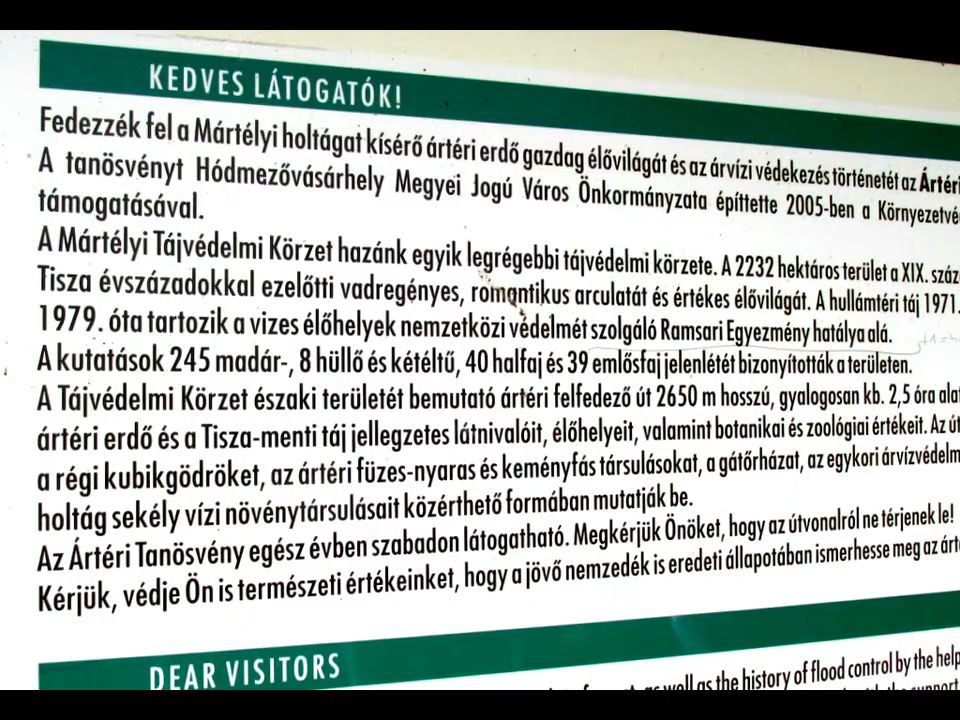 KEDVES LÁTOGATÓK!
Fedezzék fel a Mártélyi holtágat kísérő ártéri erdő gazdag élővilágát és az árvízi védekezés történetét az Ártéri
A tanösvényt Hódmezővásárhely Megyei Jogú Város Önkormányzata építtette 2005-ben a Környezetvé
támogatásával.
A Mártélyi Tájvédelmi Körzet hazánk egyik legrégebbi tájvédelmi körzete. A 2232 hektáros terület a XIX. száz
Tisza évszázadokkal ezelőtti vadregényes, romantikus arculatát és értékes élővilágát. A hullámtéri táj 1971.
1979. óta tartozik a vizes élőhelyek nemzetközi védelmét szolgáló Ramsari Egyezmény hatálya alá.
A kutatások 245 madár-, 8 hüllő és kétéltű, 40 halfaj és 39 emlősfaj jelenlétét bizonyították a területen.
A Tájvédelmi Körzet északi területét bemutató ártéri felfedező út 2650 m hosszú, gyalogosan kb. 2,5 óra alat
ártéri erdő és a Tisza-menti táj jellegzetes látnivalóit, élőhelyeit, valamint botanikai és zoológiai értékeit. Az út
a régi kubikgödröket, az ártéri füzes-nyaras és keményfás társulásokat, a gátőrházat, az egykori árvízvédelm
holtág sekély vízi növénytársulásait közérthető formában mutatják be.
Az Ártéri Tanösvény egész évben szabadon látogatható. Megkérjük Önöket, hogy az útvonalról ne térjenek le!
Kérjük, védje Ön is természeti értékeinket, hogy a jövő nemzedék is eredeti állapotában ismerhesse meg az árté
DEAR VISITORS
as well as the history of flood control by the help